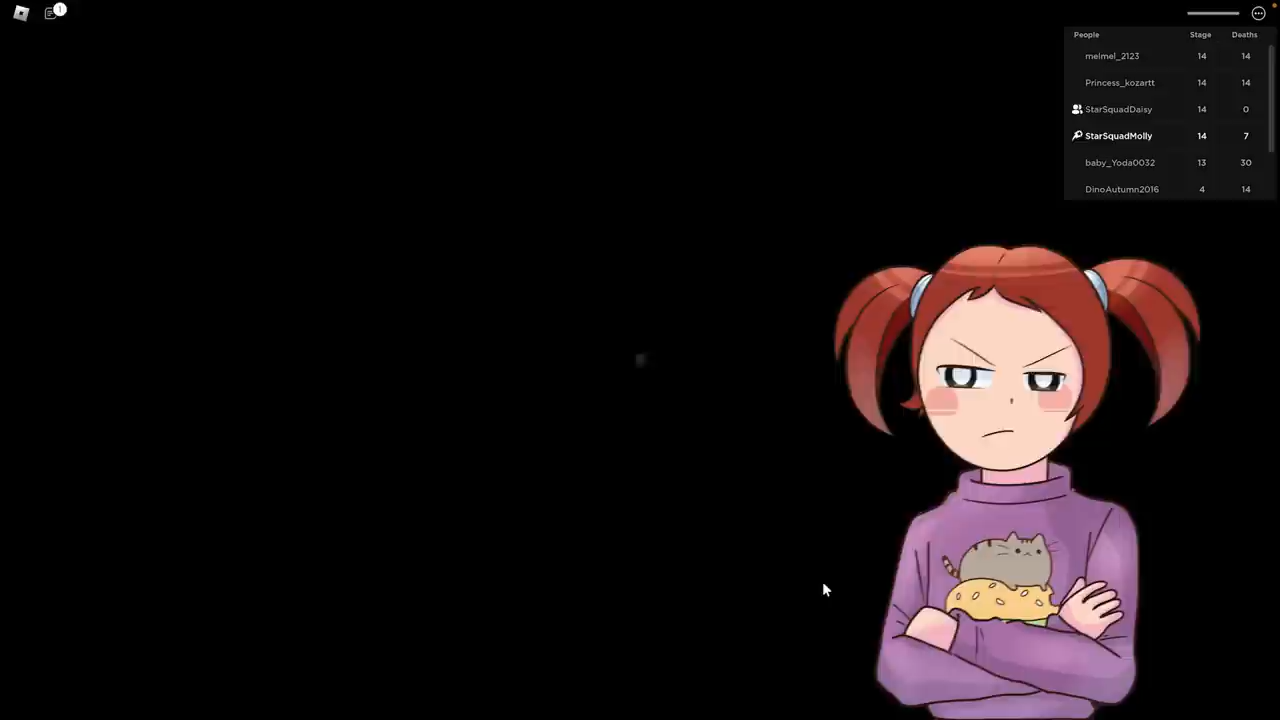 1
People Stage Deaths
melmel_2123 14 14
Princess_kozartt 14 14
StarSquadDaisy 14 0
StarSquadMolly 14 7
baby_Yoda0032 13 30
DinoAutumn2016 4 14